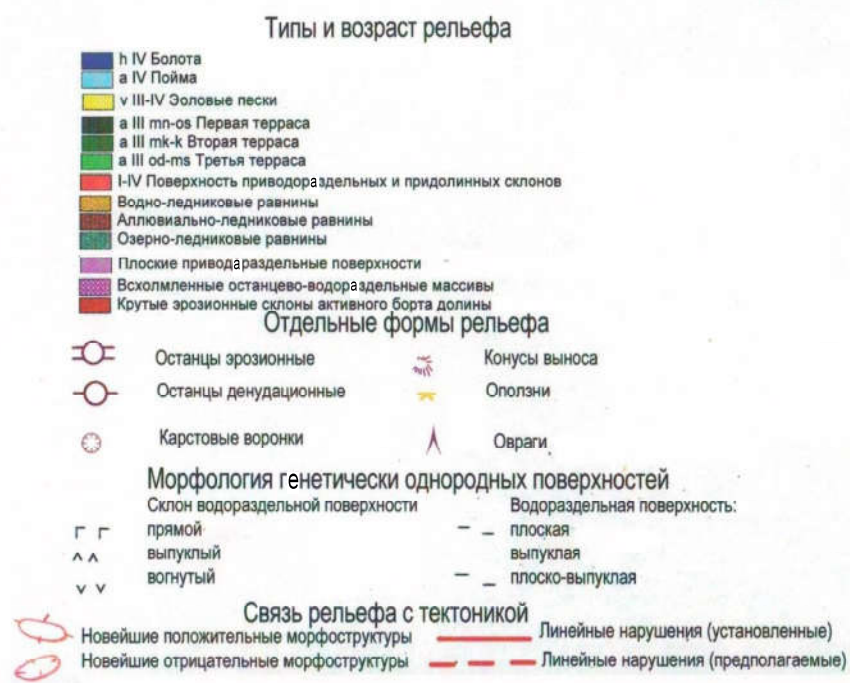 Типы и возраст рельефа
h IV Болота
a IV Пойма
v III-IV Эоловые пески
a III mn-os Первая терраса
a III mk-k Вторая терраса
a III od-ms Третья терраса
I-IV Поверхность приводораздельных и придолинных склонов
Водно-ледниковые равнины
Аллювиально-ледниковые равнины
Озерно-ледниковые равнины
Плоские приводараздельные поверхности
Всхолмленные останцево-водораздельные массивы
Крутые эрозионные склоны активного борта долины
Отдельные формы рельефа
Останцы эрозионные Конусы выноса
Останцы денудационные Оползни
Карстовые воронки Овраги
Морфология генетически однородных поверхностей
Склон водораздельной поверхности Водораздельная поверхность:
прямой плоская
выпуклый выпуклая
вогнутый плоско-выпуклая
Связь рельефа с тектоникой
Новейшие положительные морфоструктуры Линейные нарушения (установленные)
Новейшие отрицательные морфоструктуры Линейные нарушения (предполагаемые)